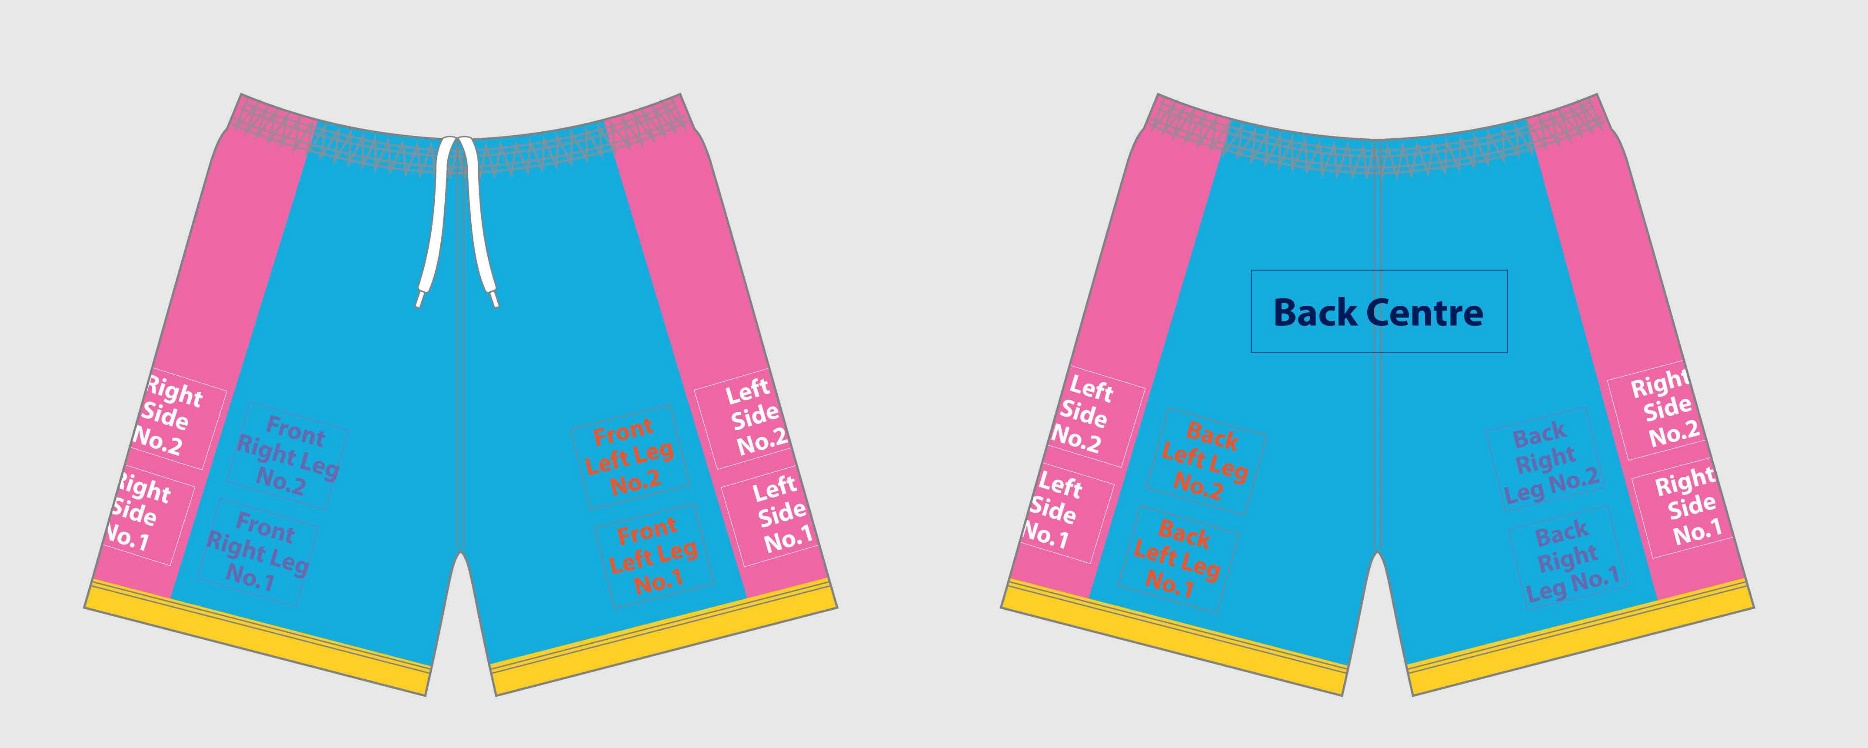 Right
Side
No.2
Right
Side
No.1
Front
Right Leg
No.2
Front
Right Leg
No.1
Front
Left Leg
No.2
Front
Left Leg
No.1
Left
Side
No.2
Left
Side
No.1
Back Centre
Left
Side
No.2
Left
Side
No.1
Back
Left Leg
No.2
Back
Left Leg
No.1
Back
Right
Leg No.2
Back
Right
Leg No.1
Right
Side
No.2
Right
Side
No.1